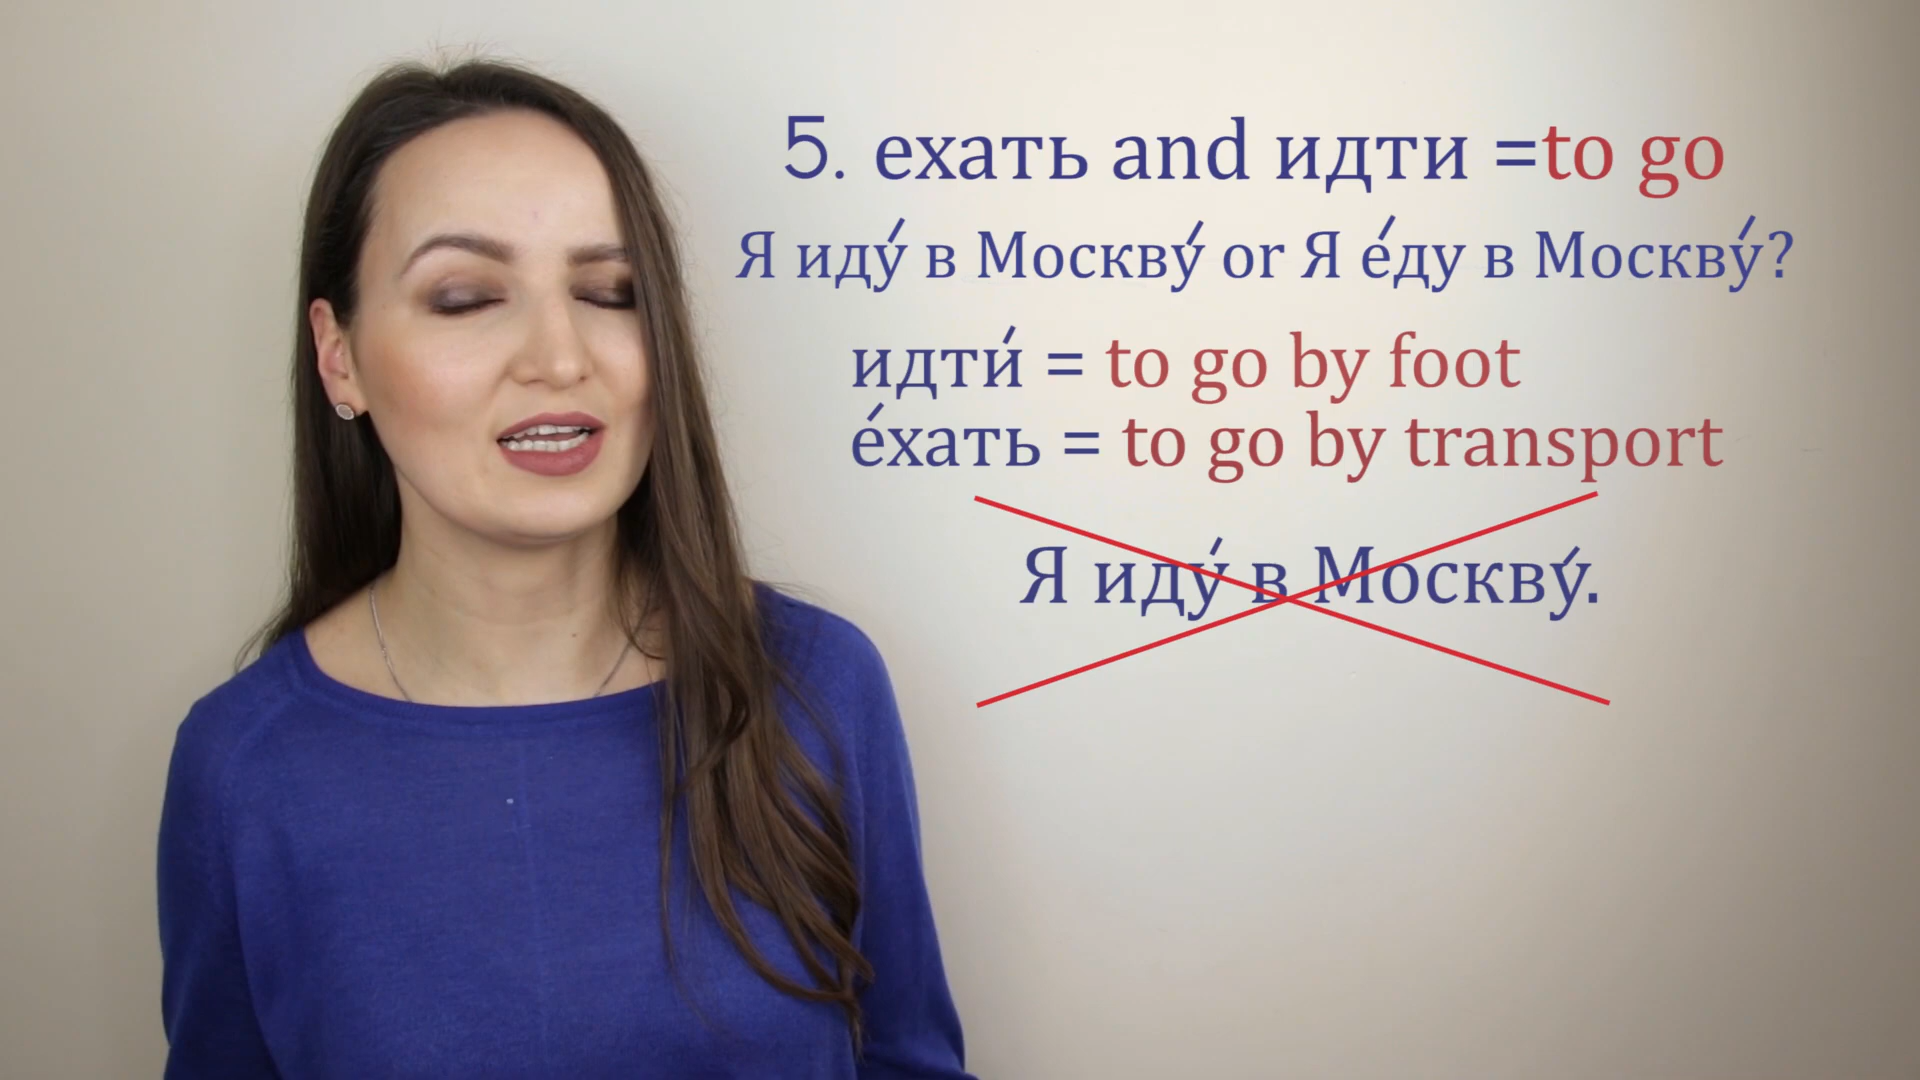 5. ехать and идти =to go
Я иду́ в Москву́ or Я е́ду в Москву́?
идти́ = to go by foot
е́хать = to go by transport
Я иду́ в Москву́.